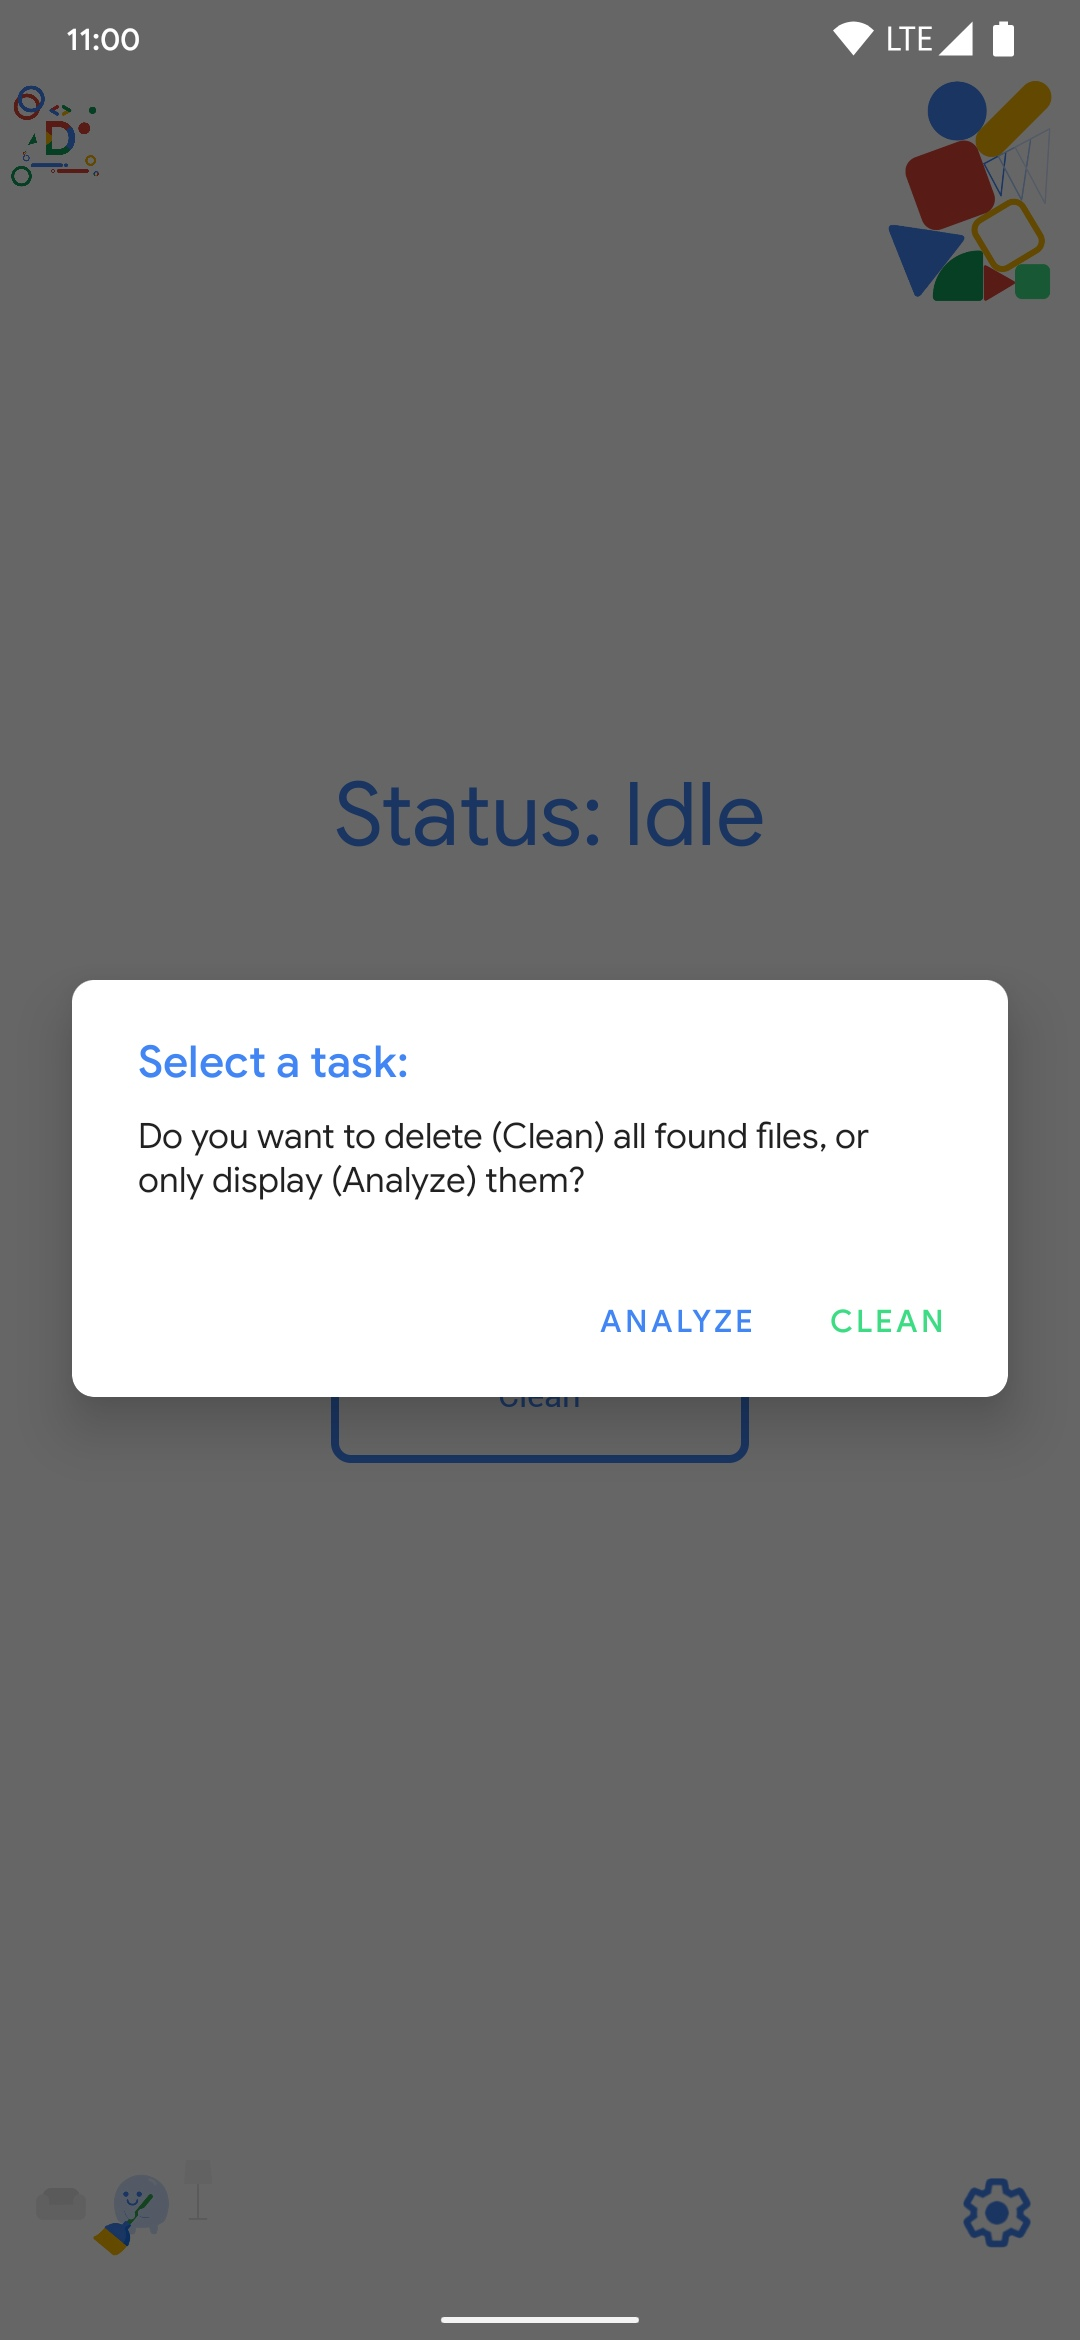 11:00 LTE
D
Status: Idle
Select a task:
Do you want to delete (Clean) all found files, or
only display (Analyze) them?
ANALYZE CLEAN
Clean